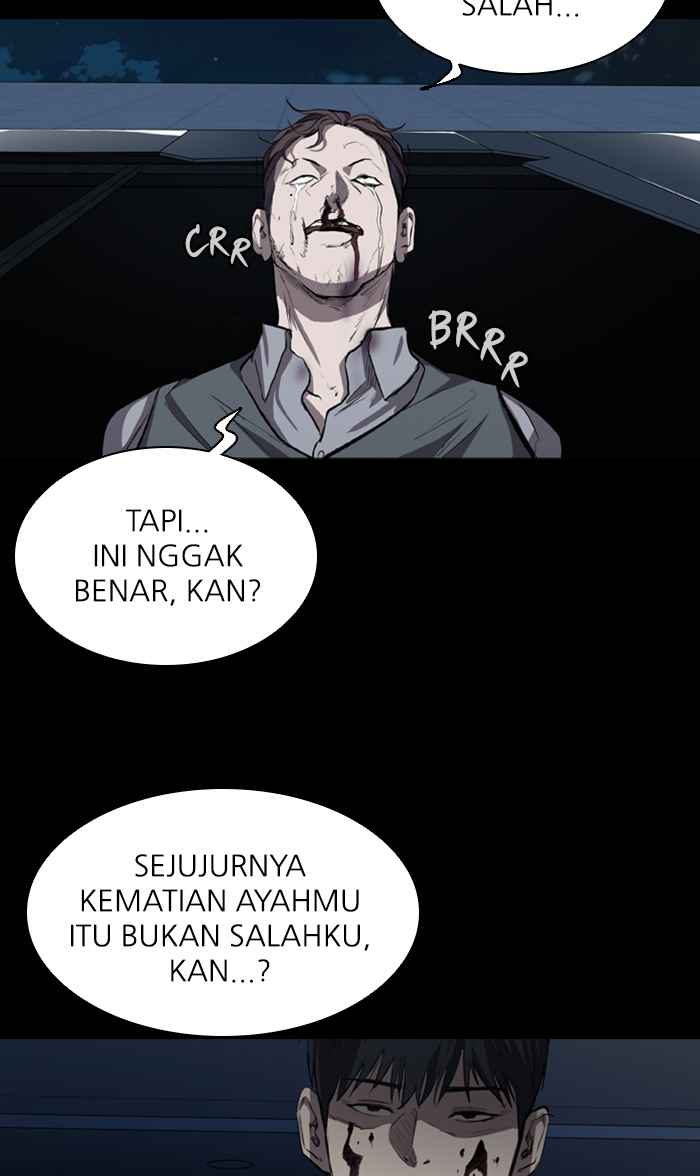 SALAH...
CRR
BRRR
TAPI...
INI NGGAK
BENAR, KAN?
SEJUJURNYA
KEMATIAN AYAHMU
ITU BUKAN SALAHKU,
KAN...?